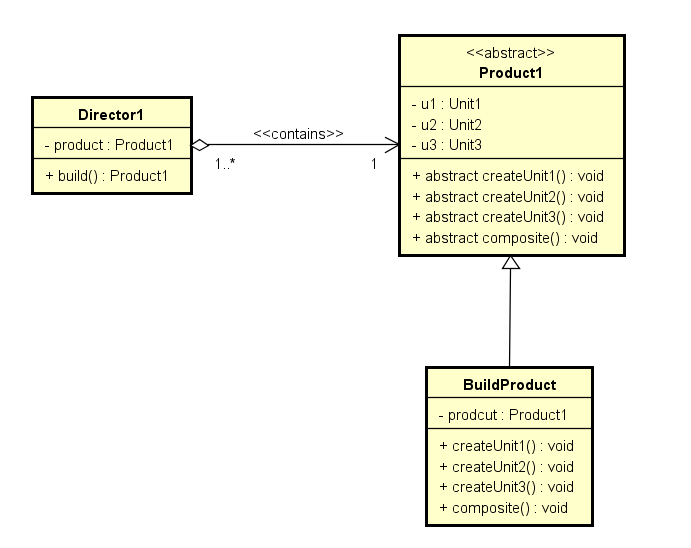 <<abstract>>
Product1
- u1 : Unit1
- u2 : Unit2
- u3 : Unit3
+ abstract createUnit1() : void
+ abstract createUnit2() : void
+ abstract createUnit3() : void
+ abstract composite() : void
Director1
- product : Product1
+ build() : Product1
<<contains>>
1..*
1
BuildProduct
- prodcut : Product1
+ createUnit1() : void
+ createUnit2() : void
+ createUnit3() : void
+ composite() : void